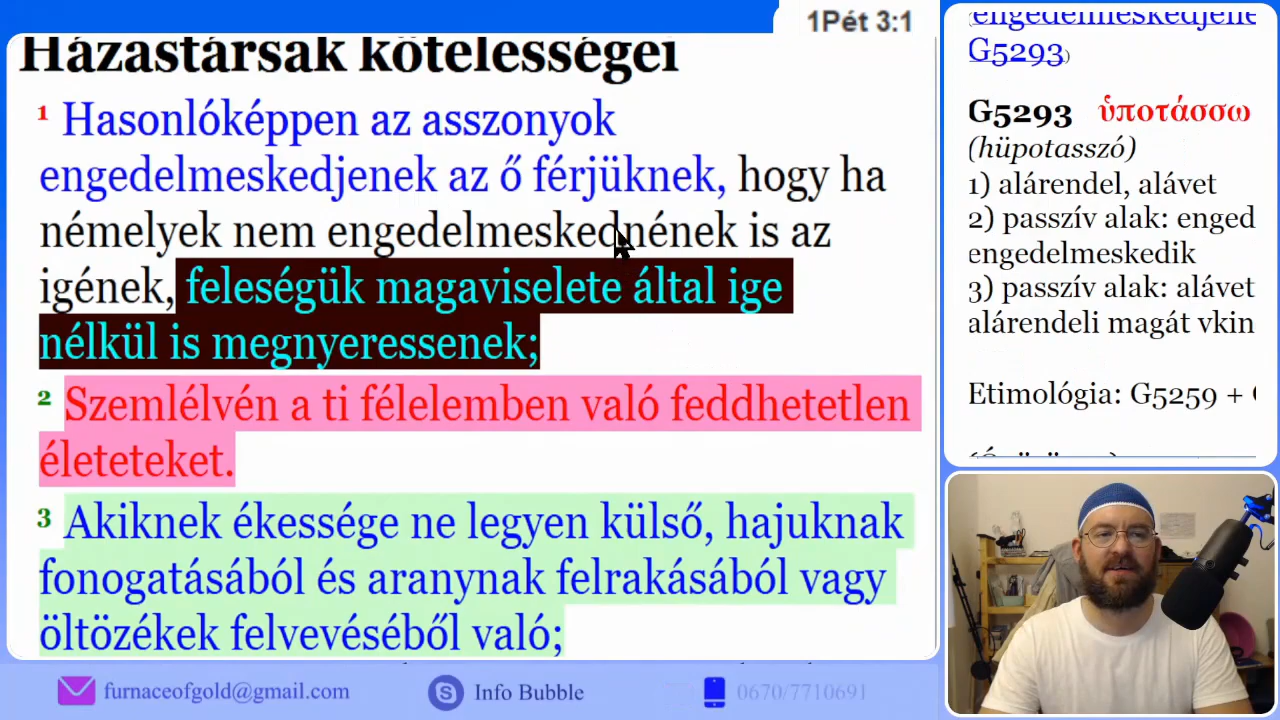 1Pét 3:1
Házastársak kötelességei
1 Hasonlóképpen az asszonyok
engedelmeskedjenek az ő férjüknek, hogy ha
némelyek nem engedelmeskednének is az
igének, feleségük magaviselete által ige
nélkül is megnyeressenek;
2 Szemlélvén a ti félelemben való feddhetetlen
életeteket.
3 Akiknek ékessége ne legyen külső, hajuknak
fonogatásából és aranynak felrakásából vagy
öltözékek felvevéséből való;
engedelmeskedjene
G5293)
G5293 ὑποτάσσω
(hüpotasszó)
1) alárendel, alávet
2) passzív alak: enged
engedelmeskedik
3) passzív alak: alávet
alárendeli magát vkin
Etimológia: G5259 +
furnaceofgold@gmail.com
Info Bubble
0670/7710691